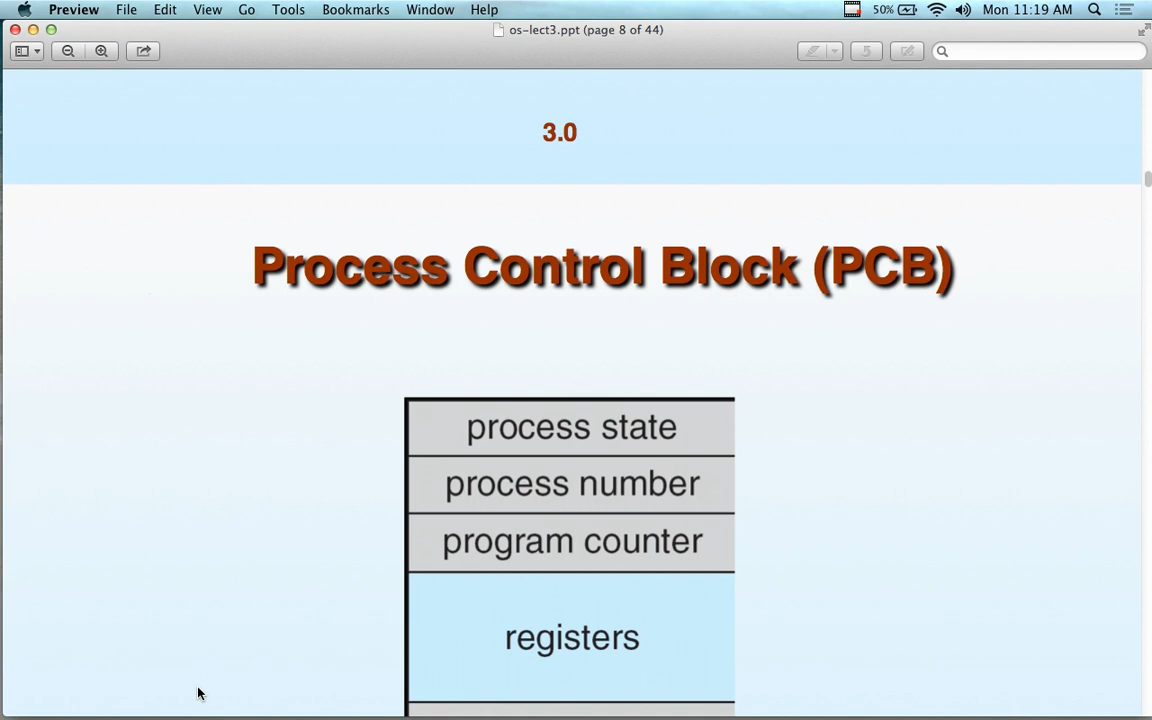 Preview File Edit View Go Tools Bookmarks Window Help 50% Mon 11:19 AM
os-lect3.ppt (page 8 of 44)
3.0
Process Control Block (PCB)
process state
process number
program counter
registers